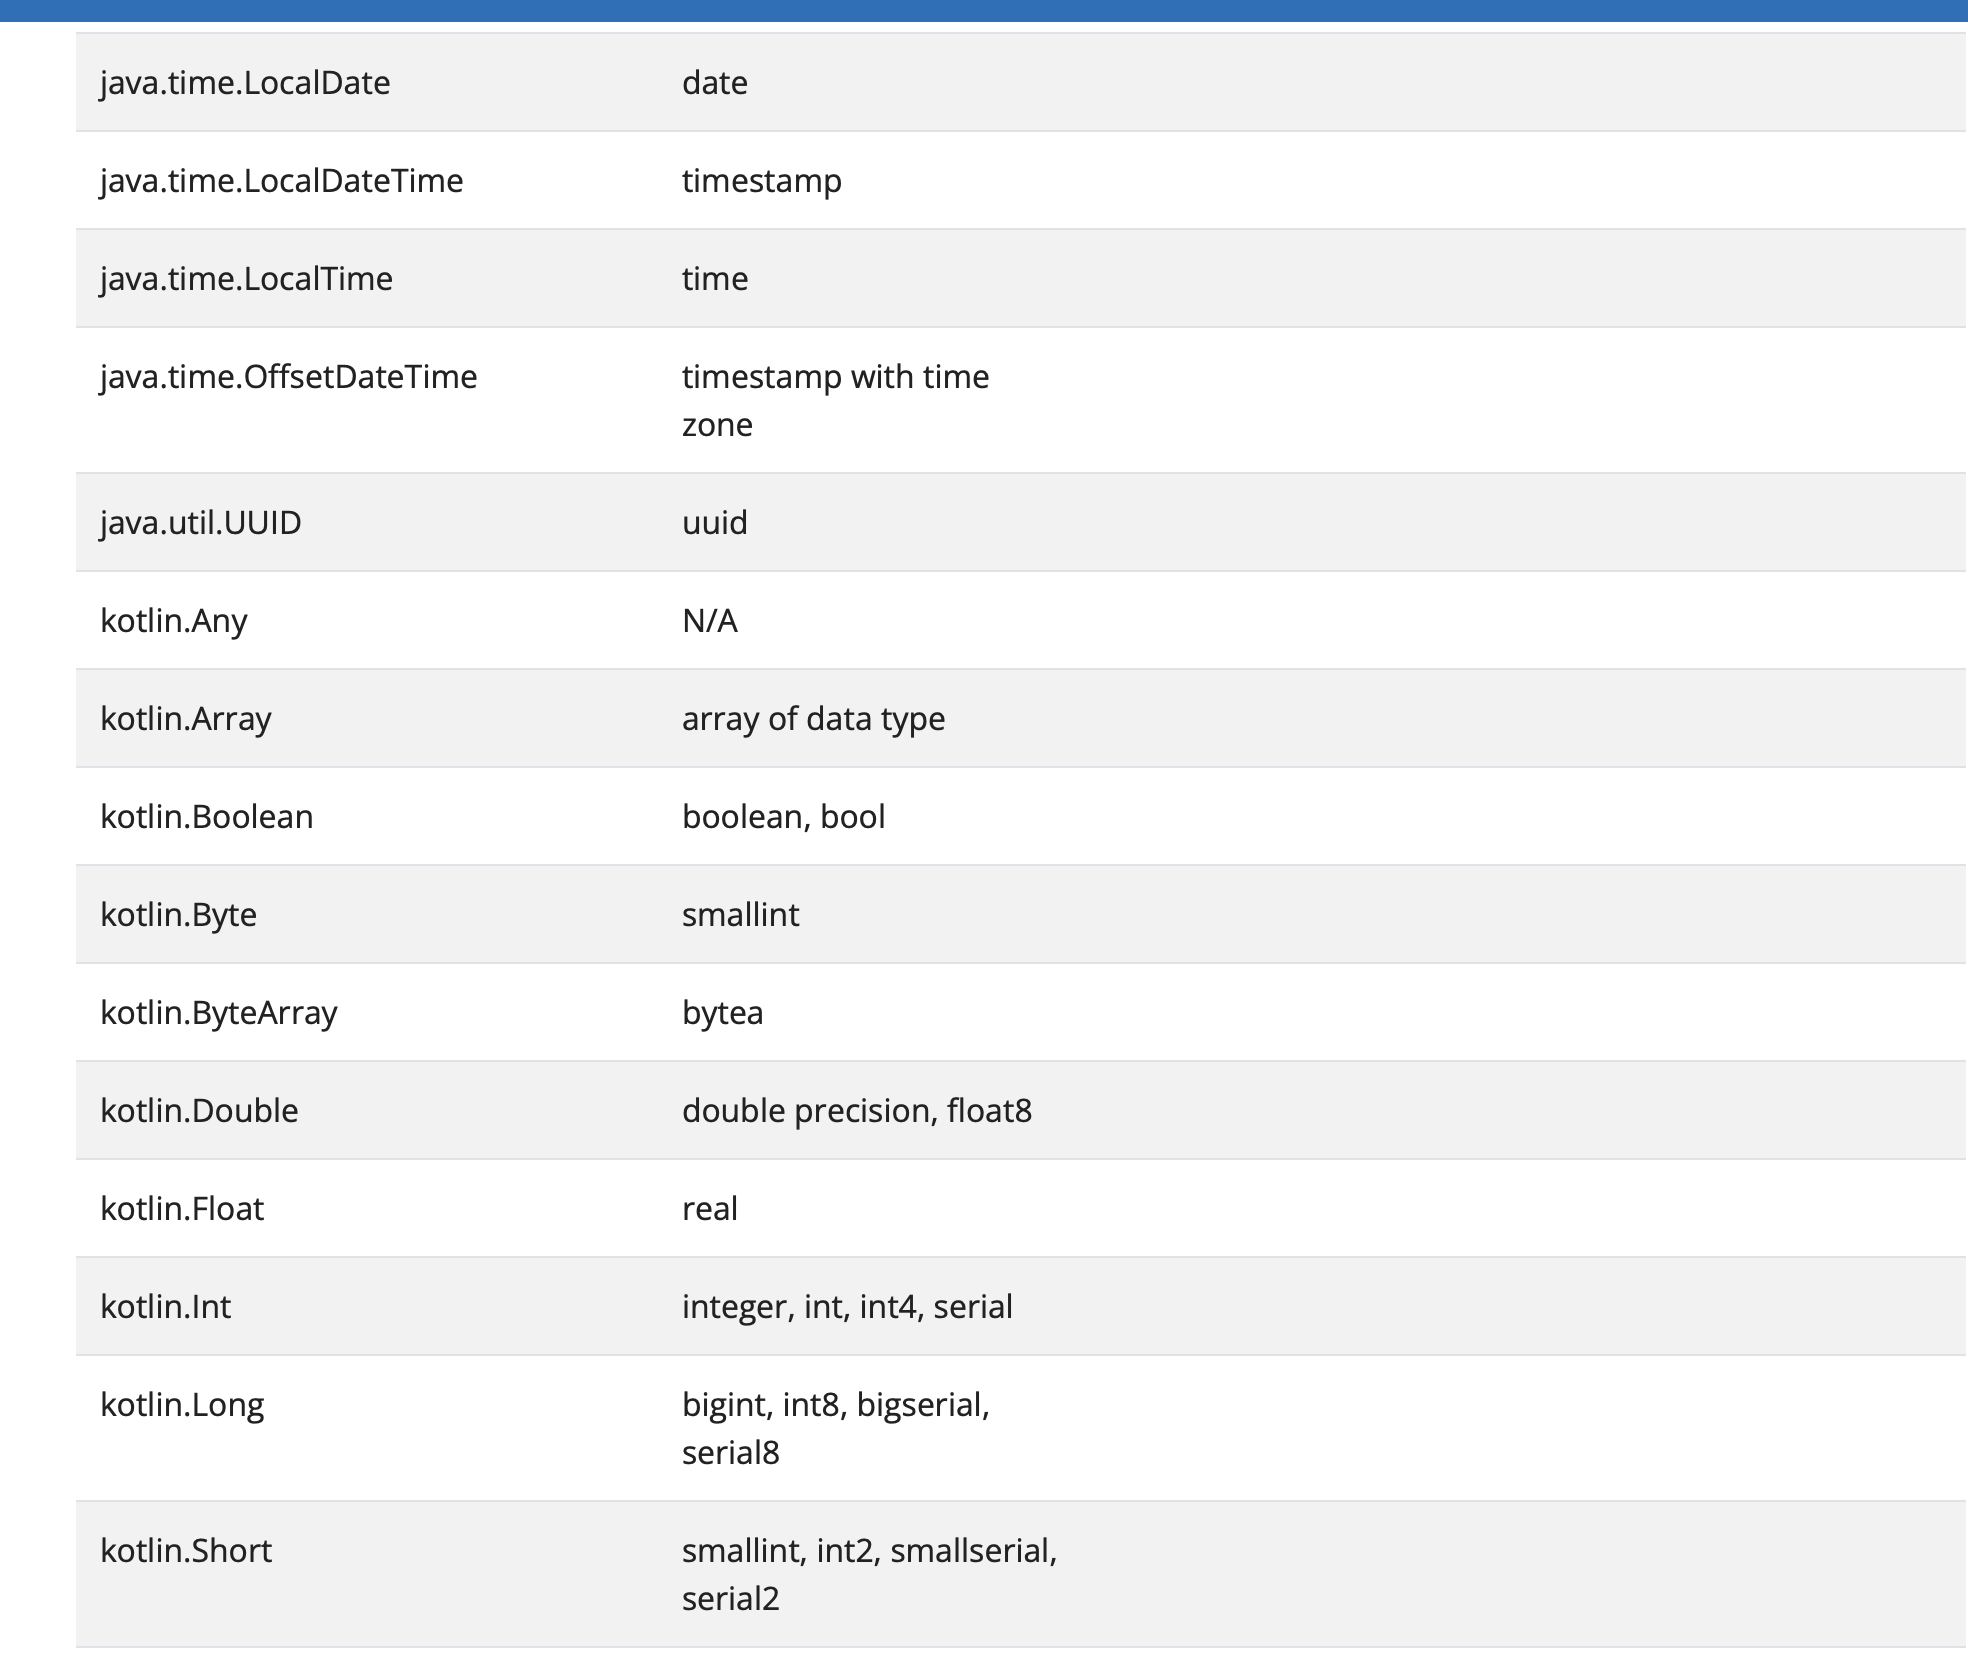 java.time.LocalDate date
java.time.LocalDateTime timestamp
java.time.LocalTime time
java.time.OffsetDateTime timestamp with time
zone
java.util.UUID uuid
kotlin.Any N/A
kotlin.Array array of data type
kotlin.Boolean boolean, bool
kotlin.Byte smallint
kotlin.ByteArray bytea
kotlin.Double double precision, float8
kotlin.Float real
kotlin.Int integer, int, int4, serial
kotlin.Long bigint, int8, bigserial,
serial8
kotlin.Short smallint, int2, smallserial,
serial2